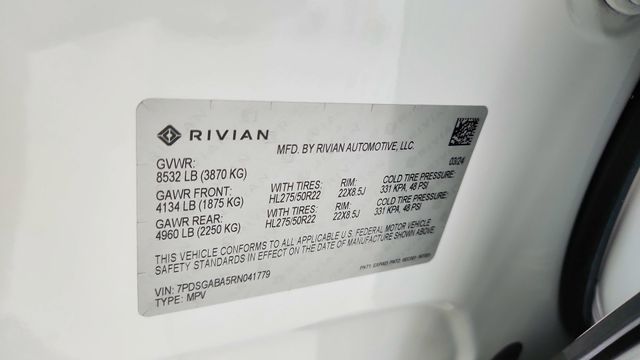 RIVIAN
MFD. BY RIVIAN AUTOMOTIVE, LLC.
03/24
GVWR:
8532 LB (3870 KG)
GAWR FRONT: WITH TIRES: RIM: COLD TIRE PRESSURE:
4134 LB (1875 KG) HL275/50R22 22X8.5J 331 KPA, 48 PSI
GAWR REAR: WITH TIRES: RIM: COLD TIRE PRESSURE:
4960 LB (2250 KG) HL275/50R22 22X8.5J 331 KPA, 48 PSI
THIS VEHICLE CONFORMS TO ALL APPLICABLE U.S. FEDERAL MOTOR VEHICLE
SAFETY STANDARDS IN EFFECT ON THE DATE OF MANUFACTURE SHOWN ABOVE.
VIN: 7PDSGABA5RN041779
TYPE: MPV